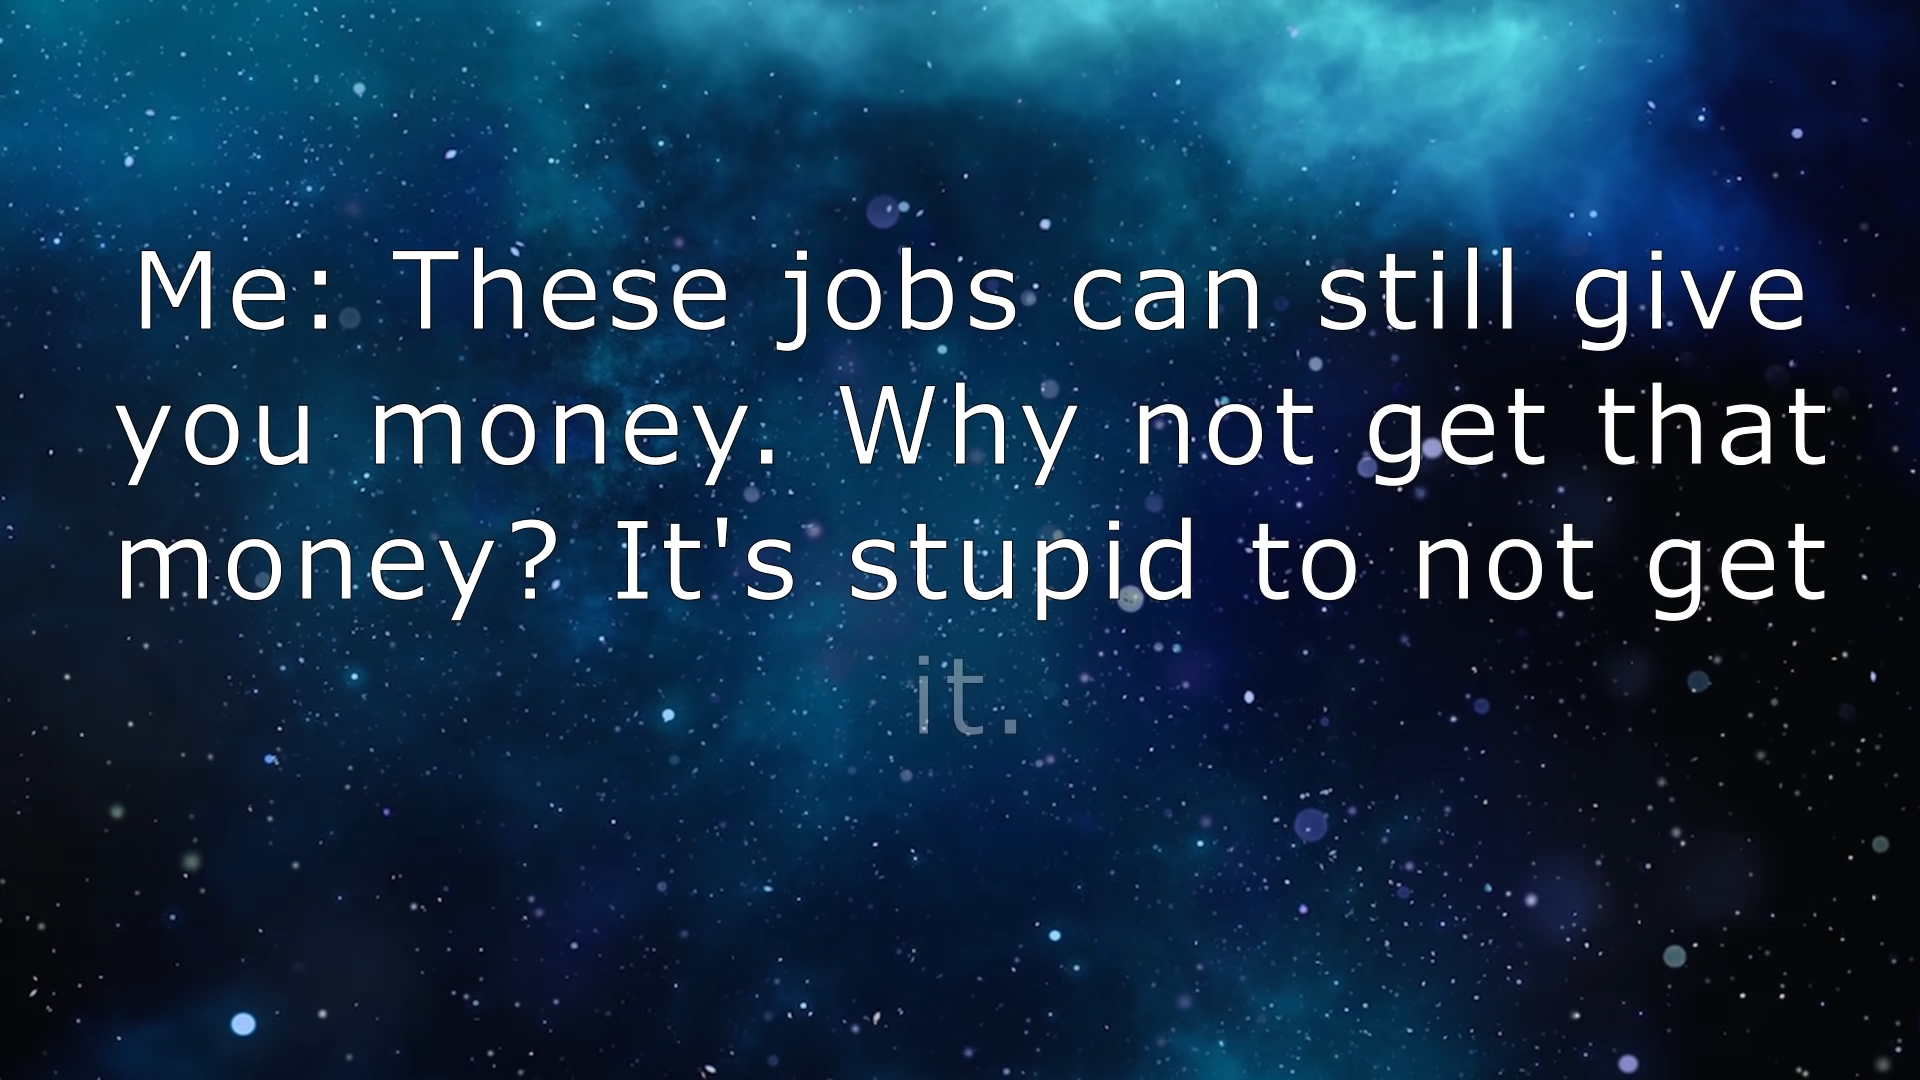 Me: These jobs can still give
you money. Why not get that
money? It's stupid to not get
it.